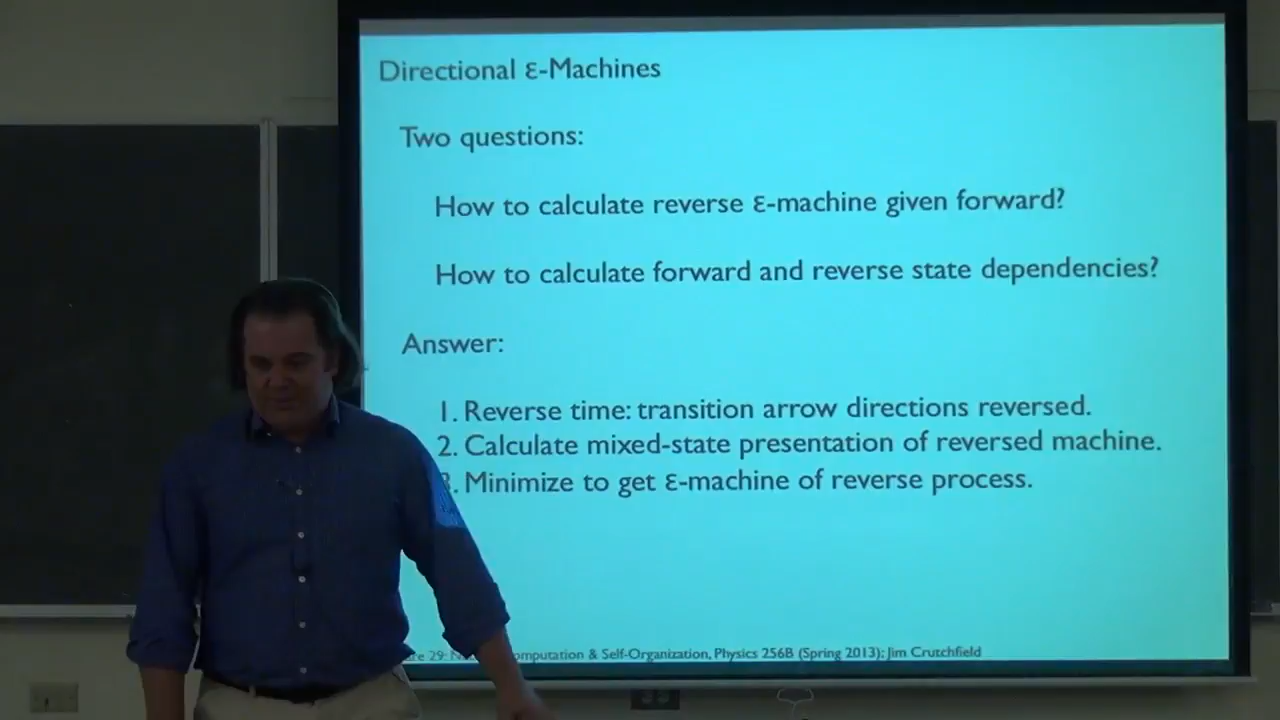 Directional ε-Machines
Two questions:
How to calculate reverse ε-machine given forward?
How to calculate forward and reverse state dependencies?
Answer:
1. Reverse time: transition arrow directions reversed.
2. Calculate mixed-state presentation of reversed machine.
3. Minimize to get ε-machine of reverse process.
29: Computation & Self-Organization, Physics 256B (Spring 2013); Jim Crutchfield